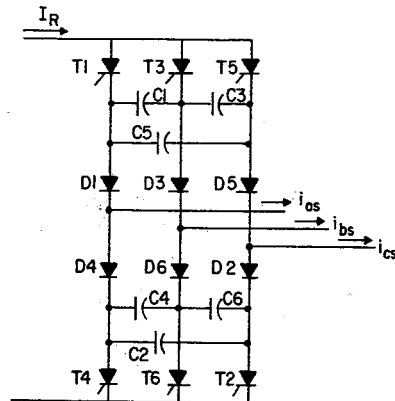 I_R
T1 T3 T5
C1 C3
C5
D1 D3 D5
i_as
i_bs
i_cs
D4 D6 D2
C4 C6
C2
T4 T6 T2